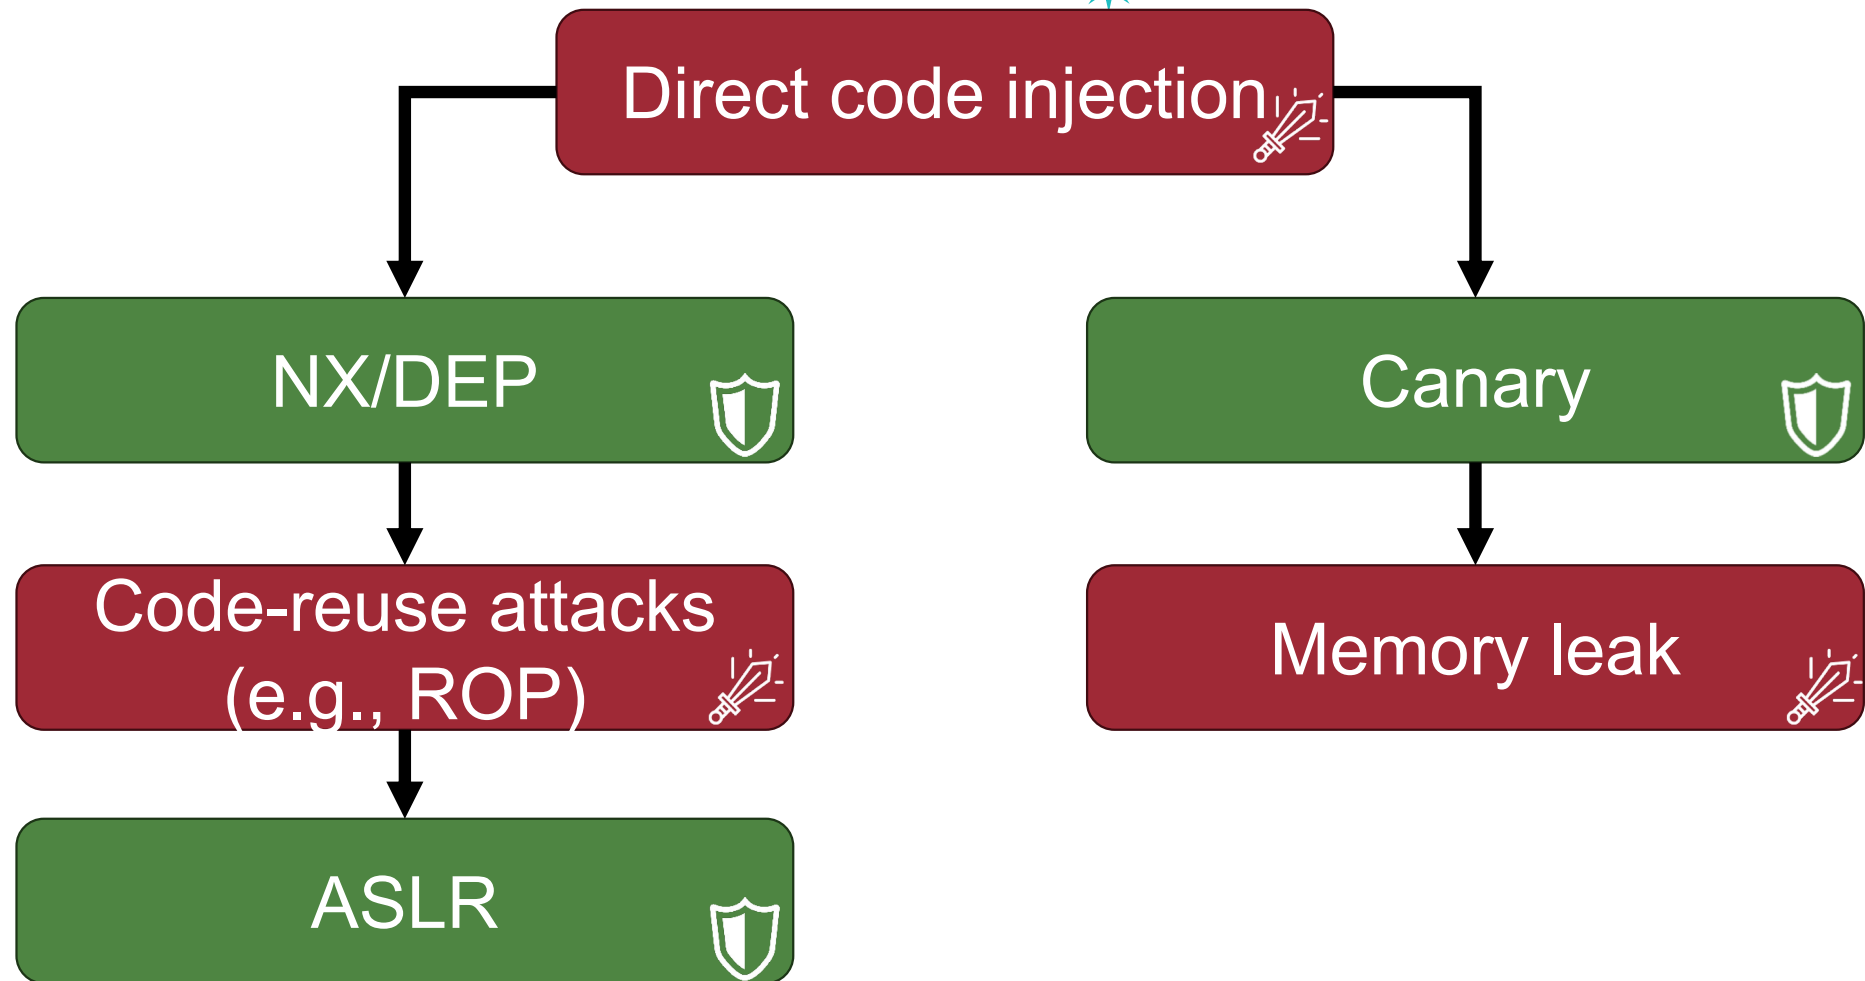 Direct code injection
NX/DEP
Canary
Code-reuse attacks
(e.g., ROP)
Memory leak
ASLR